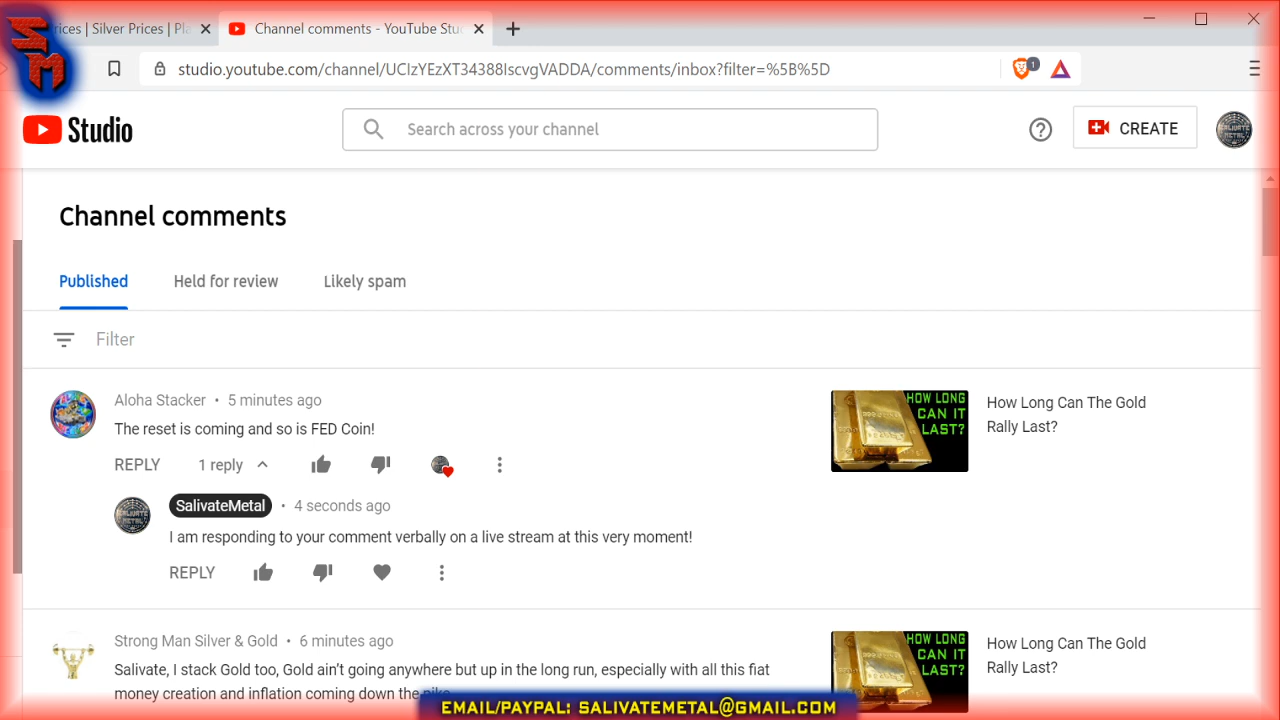 rices | Silver Prices | Pla
Channel comments - YouTube Stu
studio.youtube.com/channel/UCIzYEzXT34388IscvgVADDA/comments/inbox?filter=%5B%5D
1
SM
Studio
Search across your channel
CREATE
Channel comments
Published Held for review Likely spam
Filter
Aloha Stacker • 5 minutes ago
The reset is coming and so is FED Coin!
REPLY 1 reply
HOW LONG
CAN IT
LAST?
How Long Can The Gold
Rally Last?
SalivateMetal • 4 seconds ago
I am responding to your comment verbally on a live stream at this very moment!
REPLY
Strong Man Silver & Gold • 6 minutes ago
Salivate, I stack gold too, Gold ain't going anywhere but up in the long run, especially with all this fiat
money creation and inflation coming down the pike.
HOW LONG
CAN IT
LAST?
How Long Can The Gold
Rally Last?
EMAIL/PAYPAL: SALIVATEMETAL@GMAIL.COM